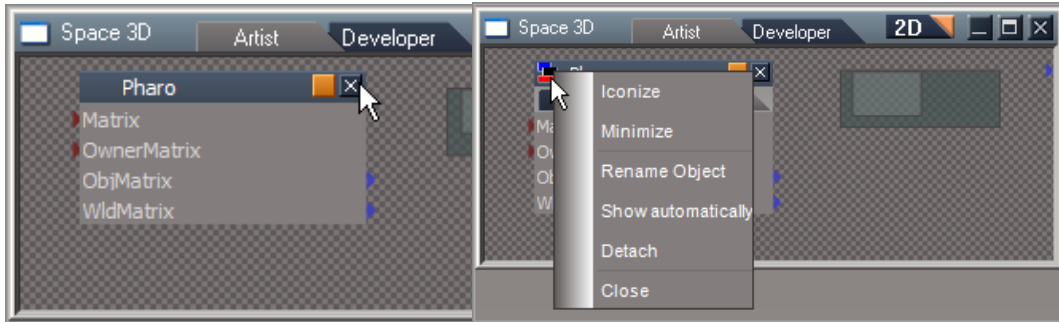 Space 3D Artist Developer
Pharo
Matrix
OwnerMatrix
ObjMatrix
WldMatrix
Space 3D Artist Developer 2D
Iconize
Minimize
Rename Object
Show automatically
Detach
Close